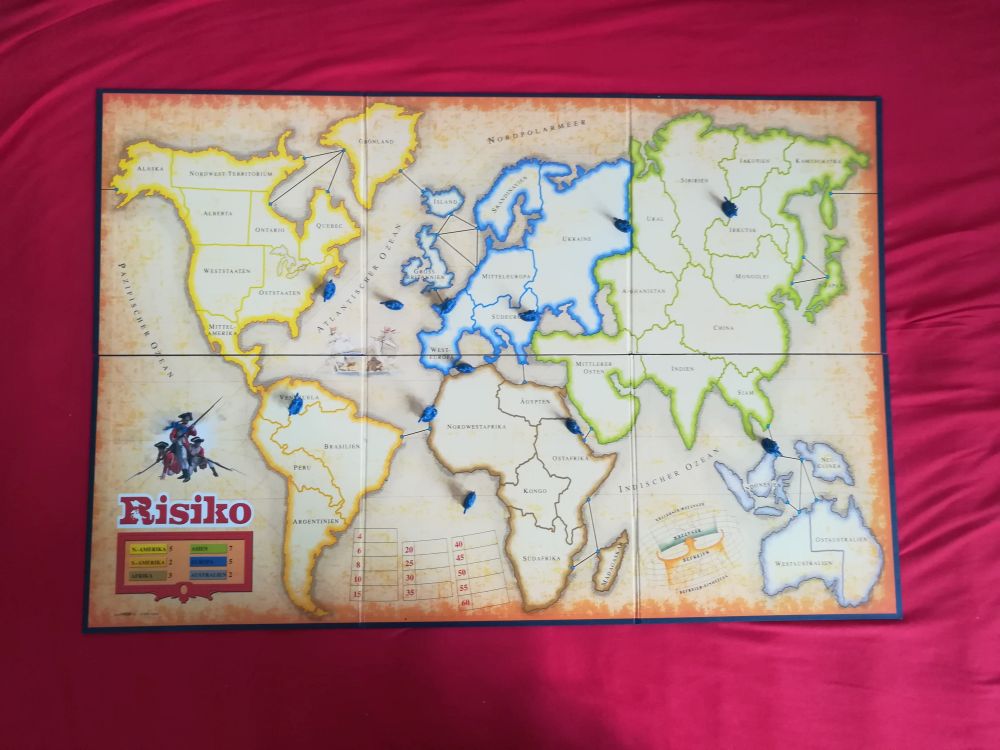 NORDPOLARMEER
GRÖNLAND
ALASKA
NORDWEST-TERRITORIUM
ALBERTA
ONTARIO
QUEBEC
WESTSTAATEN
OSTSTAATEN
MITTEL-
AMERIKA
PAZIFISCHER OZEAN
ATLANTISCHER OZEAN
ISLAND
SKANDINAVIEN
GROSS-
BRITANNIEN
MITTELEUROPA
UKRAINE
WEST-
EUROPA
URAL
SIBIRIEN
JAKUTIEN
KAMTSCHATKA
IRKUTSK
MONGOLEI
JAPAN
AFGHANISTAN
CHINA
MITTLERER
OSTEN
INDIEN
SIAM
VENEZUELA
BRASILIEN
PERU
ARGENTINIEN
NORDWESTAFRIKA
ÄGYPTEN
OSTAFRIKA
KONGO
SÜDAFRIKA
MADAGASKAR
INDISCHER OZEAN
INDONESIEN
NEU-
GUINEA
WESTAUSTRALIEN
OSTAUSTRALIEN
Risiko
N-AMERIKA 5
ASIEN 7
S-AMERIKA 2
EUROPA 5
AFRIKA 3
AUSTRALIEN 2
4
6
8
10
15
20
25
30
35
40
45
50
55
60
BEFREIER